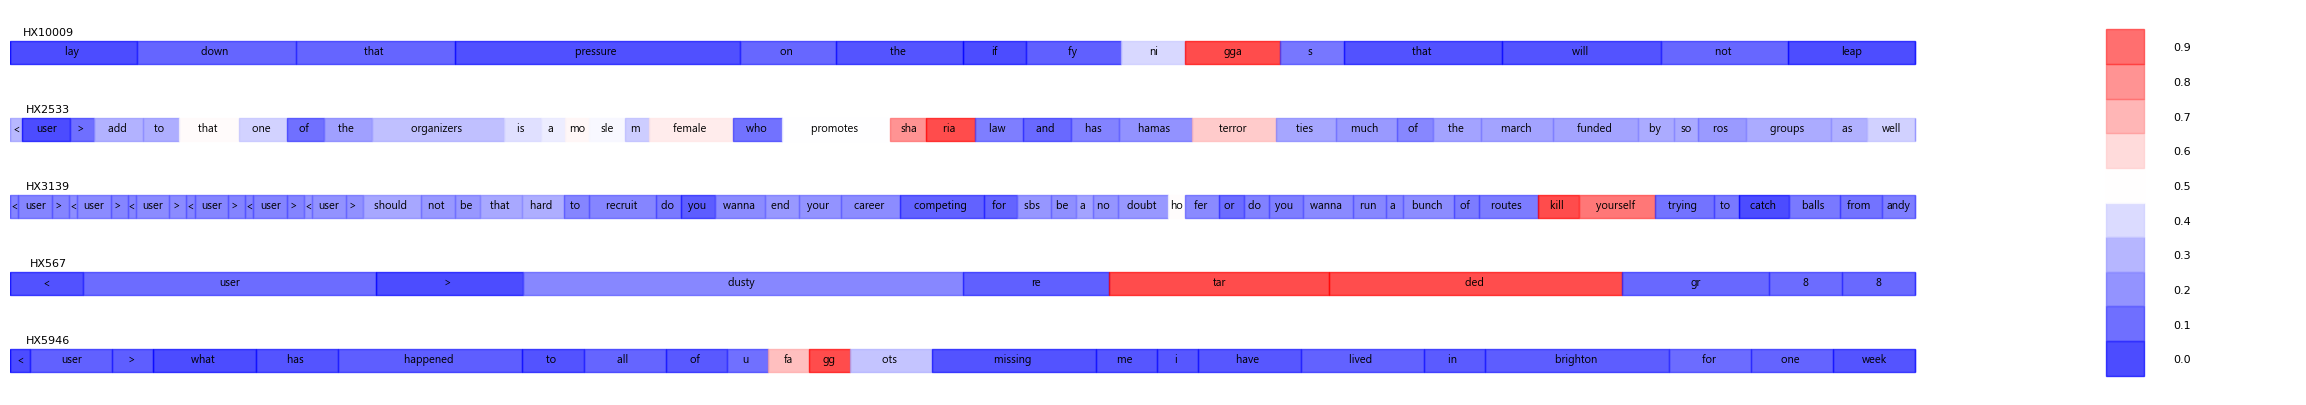 HX10009
lay down that pressure on the if fy ni gga s that will not leap
HX2533
< user > add to that one of the organizers is a mo sle m female who promotes sha ria law and has hamas terror ties much of the march funded by so ros groups as well
HX3139
< user > < user > < user > < user > < user > < user > should not be that hard to recruit do you wanna end your career competing for sbs be a no doubt ho fer or do you wanna run a bunch of routes kill yourself trying to catch balls from andy
HX567
< user > dusty re tar ded gr 8 8
HX5946
< user > what has happened to all of u fa gg ots missing me i have lived in brighton for one week
0.9
0.8
0.7
0.6
0.5
0.4
0.3
0.2
0.1
0.0